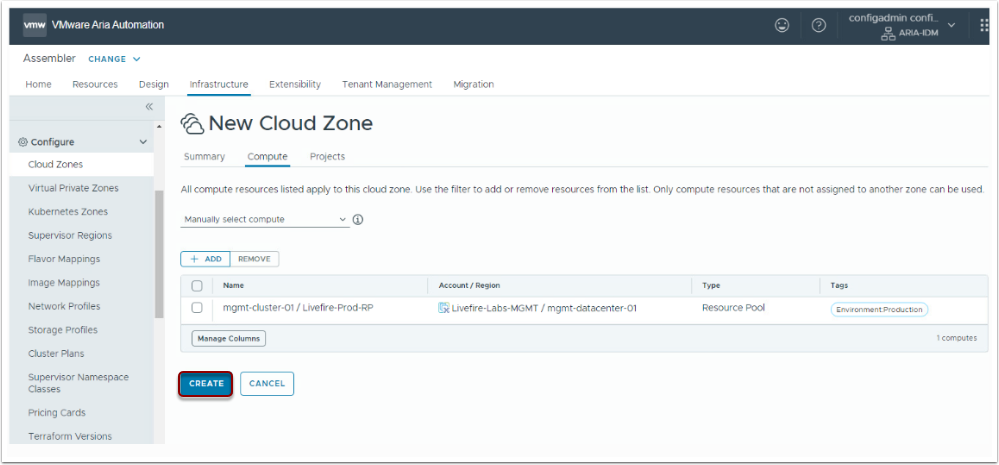 vmw VMware Aria Automation
configadmin confi...
ARIA-IDM
Assembler CHANGE
Home Resources Design Infrastructure Extensibility Tenant Management Migration
Configure
Cloud Zones
Virtual Private Zones
Kubernetes Zones
Supervisor Regions
Flavor Mappings
Image Mappings
Network Profiles
Storage Profiles
Cluster Plans
Supervisor Namespace
Classes
Pricing Cards
Terraform Versions
New Cloud Zone
Summary Compute Projects
All compute resources listed apply to this cloud zone. Use the filter to add or remove resources from the list. Only compute resources that are not assigned to another zone can be used.
Manually select compute
+ ADD REMOVE
Name Account / Region Type Tags
mgmt-cluster-01 / Livefire-Prod-RP Livefire-Labs-MGMT / mgmt-datacenter-01 Resource Pool Environment:Production
Manage Columns 1 computes
CREATE CANCEL